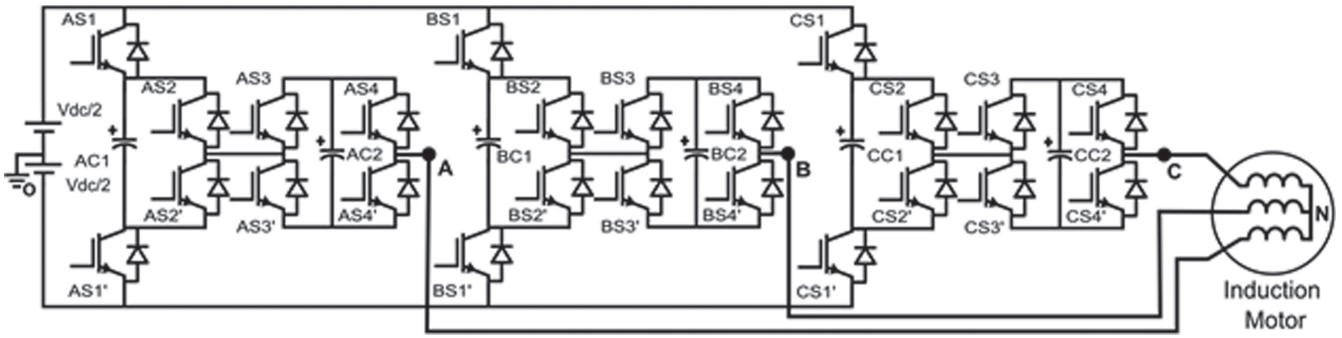 AS1
BS1
CS1
AS2
AS3
AS4
BS2
BS3
BS4
CS2
CS3
CS4
Vdc/2
+
+
+
+
+
+
AC1
AC2
A
BC1
BC2
B
CC1
CC2
C
O
Vdc/2
AS2'
AS3'
AS4'
BS2'
BS3'
BS4'
CS2'
CS3'
CS4'
N
AS1'
BS1'
CS1'
Induction
Motor